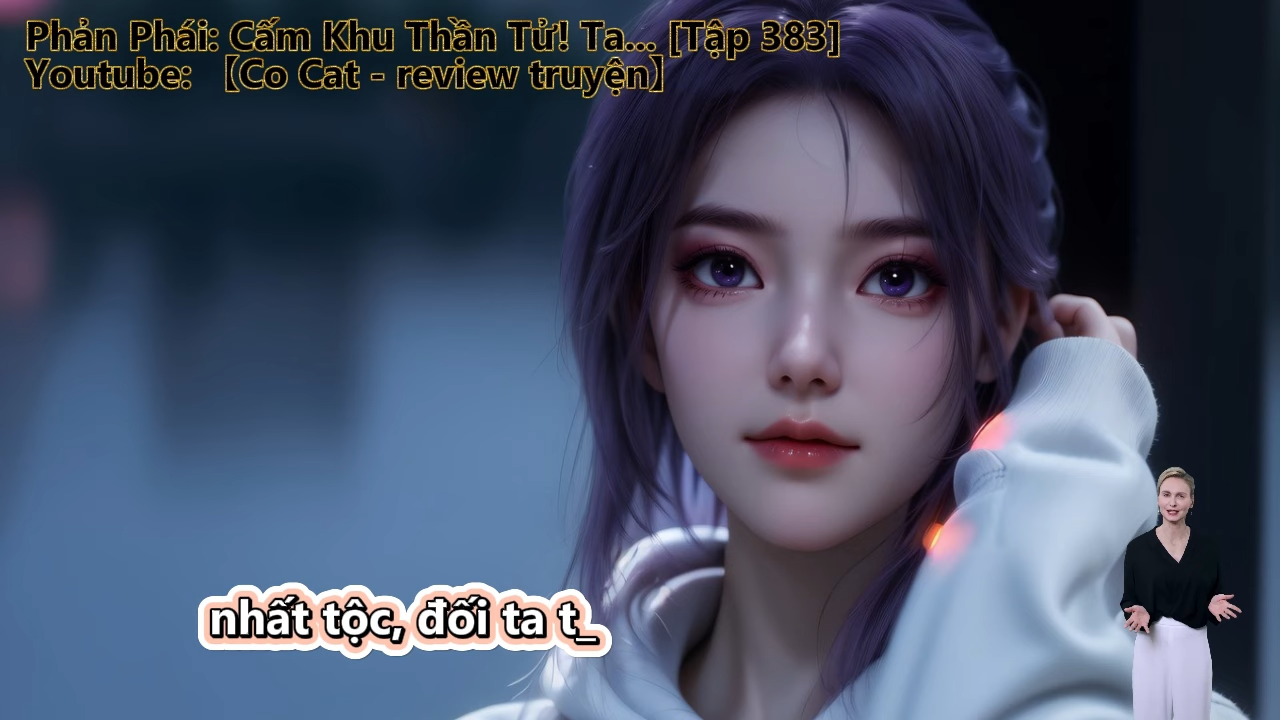 Phản Phái: Cấm Khu Thần Tử! Ta... [Tập 383]
Youtube: 【Co Cat - review truyện】
nhất tộc, đối ta t_